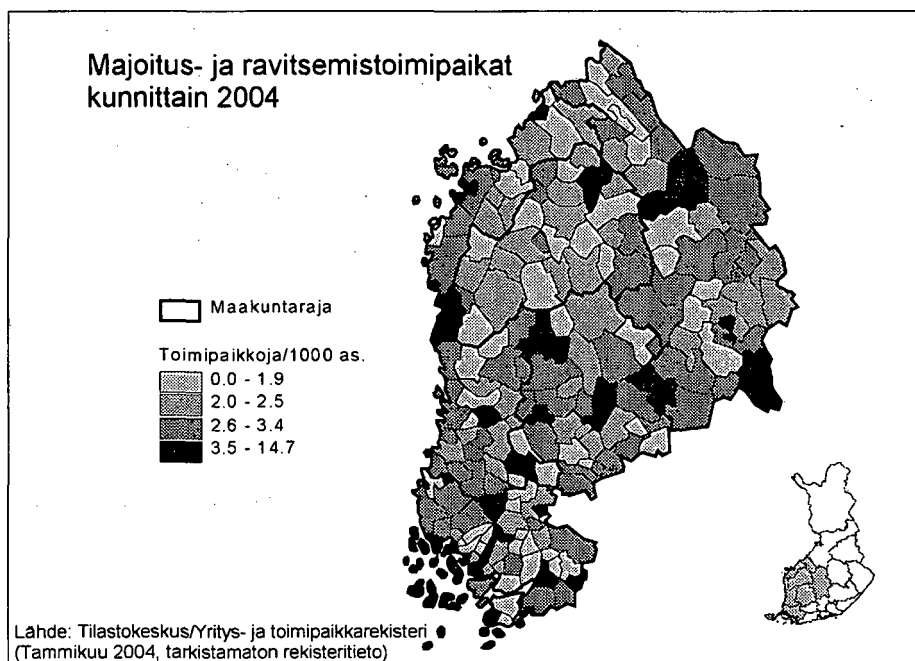 Majoitus- ja ravitsemistoimipaikat
kunnittain 2004
Maakuntaraja
Toimipaikkoja/1000 as.
0.0 - 1.9
2.0 - 2.5
2.6 - 3.4
3.5 - 14.7
Lähde: Tilastokeskus/Yritys- ja toimipaikkarekisteri
(Tammikuu 2004, tarkistamaton rekisteritieto)